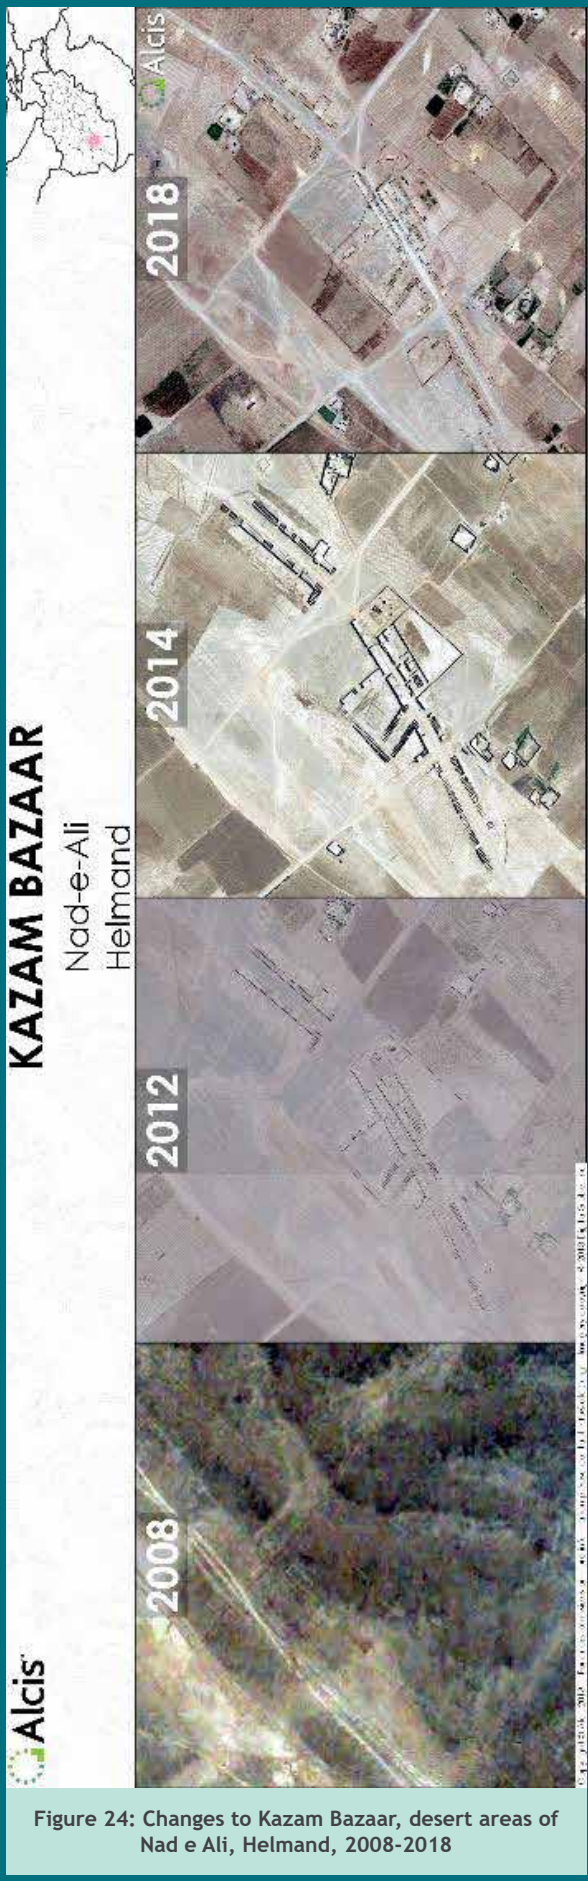 Alcis
KAZAM BAZAAR
Nad-e-Ali
Helmand
2008
2012
2014
2018
Alcis
Figure 24: Changes to Kazam Bazaar, desert areas of
Nad e Ali, Helmand, 2008-2018